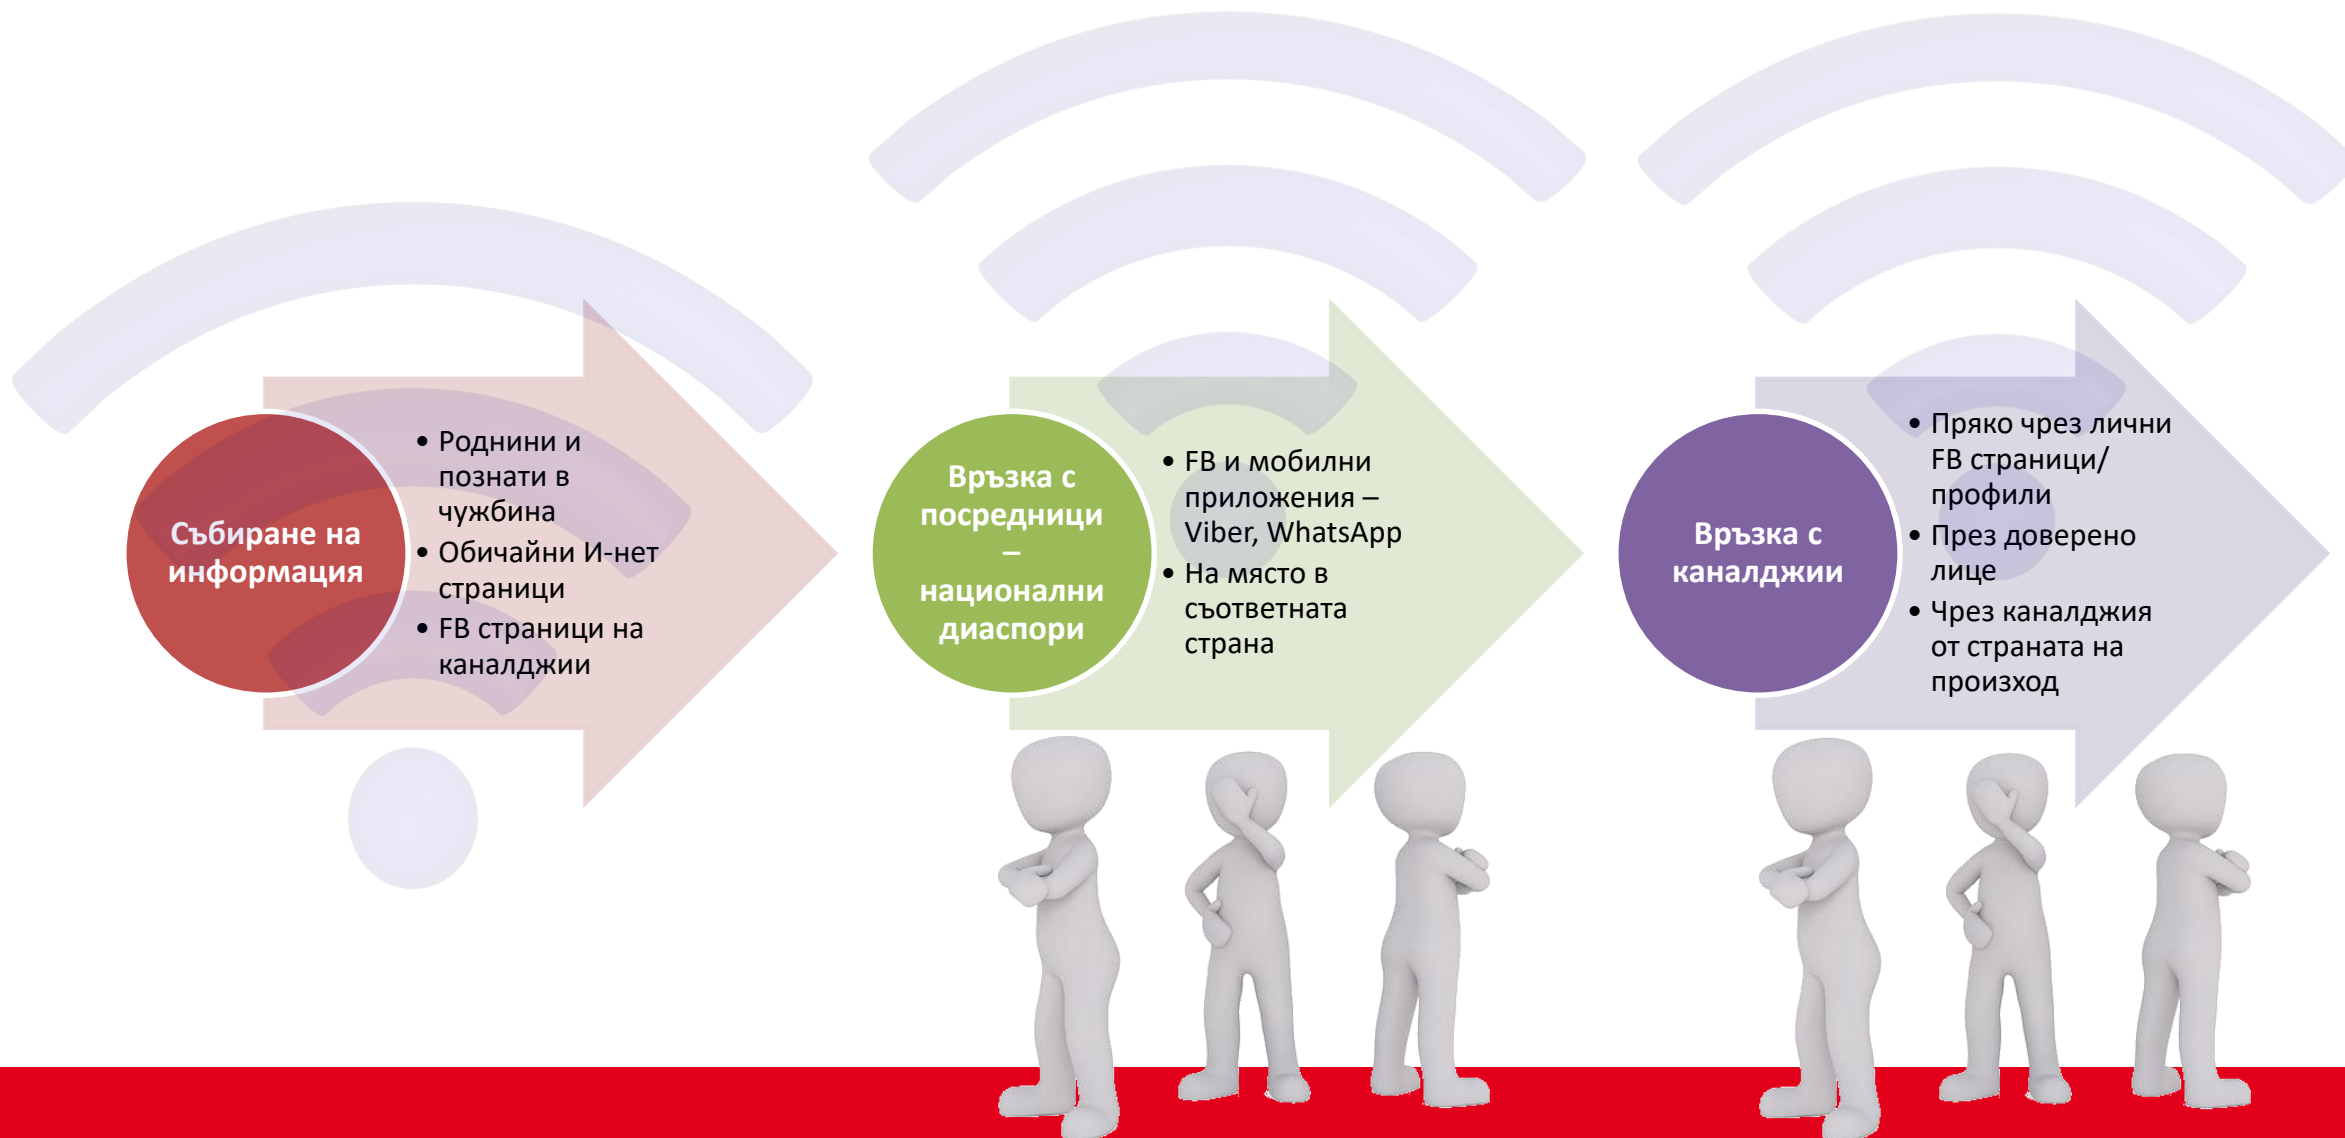 Събиране на
информация
• Роднини и
познати в
чужбина
• Обичайни И-нет
страници
• FB страници на
каналджии
Връзка с
посредници
–
национални
диаспори
• FB и мобилни
приложения –
Viber, WhatsApp
• На място в
съответната
страна
Връзка с
каналджии
• Пряко чрез лични
FB страници/
профили
• През доверено
лице
• Чрез каналджия
от страната на
произход